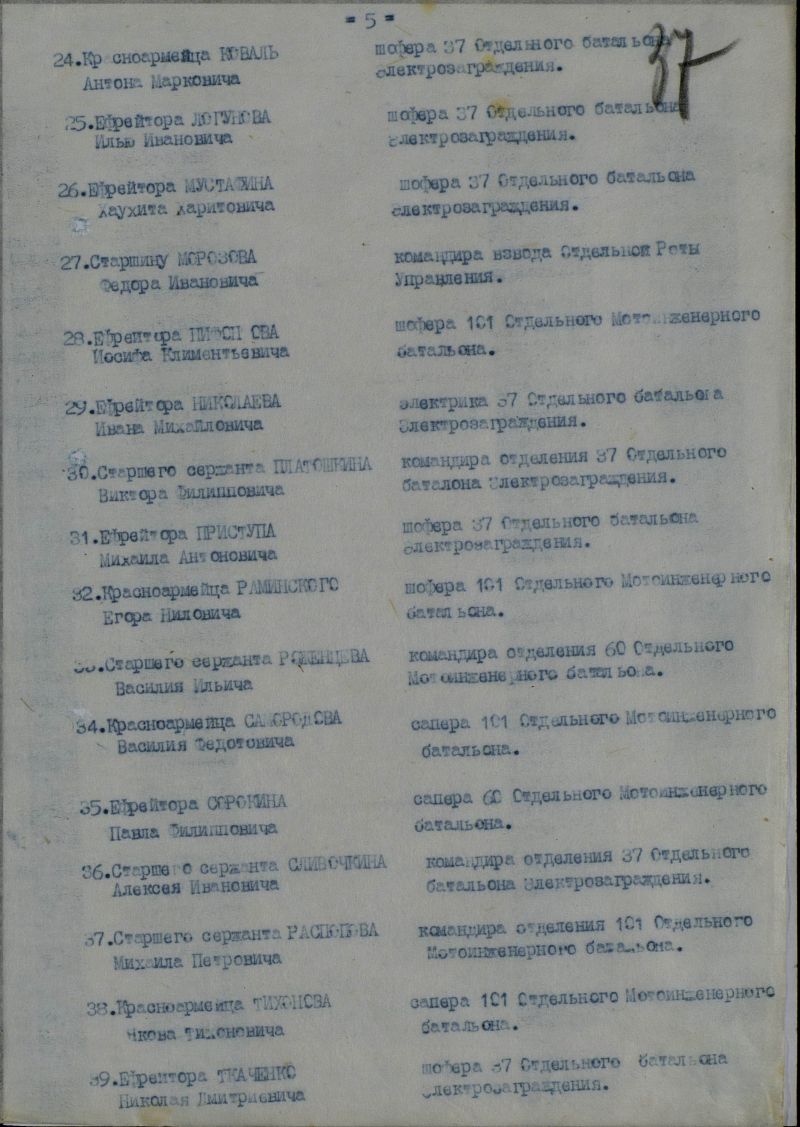 = 5 =
37
24.Красноармейца КОВАЛЬ шофера 37 Отдельного батальона
Антона Марковича электрозаграждения.
25.Ефрейтора ЛОГУНОВА шофера 37 Отдельного батальона
Илью Ивановича электрозаграждения.
26.Ефрейтора МУСТАФИНА шофера 37 Отдельного батальона
Хаухита Харитовича электрозаграждения.
27.Старшину МОРОЗОВА командира взвода Отдельной Роты
Федора Ивановича Управления.
28.Ефрейтора шофера 101 Отдельного Мотоинженерного
Иосифа Климентьевича батальона.
29.Ефрейтора НИКОЛАЕВА электрика 37 Отдельного батальона
Ивана Михайловича Электрозаграждения.
30.Старшего сержанта ПЛАТОШКИНА командира отделения 37 Отдельного
Виктора Филипповича баталона Электрозаграждения.
31.Ефрейтора ПРИСТУПА шофера 37 Отдельного батальона
Михаила Антоновича электрозаграждения.
32.Красноармейца РАМИНСКОГО шофера 101 Отдельного Мотоинженерного
Егора Ниловича батальона.
33.Старшего сержанта РОЖЕНЦЕВА командира отделения 60 Отдельного
Василия Ильича Мотоинженерного батальона.
34.Красноармейца САМОРОДОВА сапера 101 Отдельного Мотоинженерного
Василия Федотовича батальона.
35.Ефрейтора СОРОКИНА сапера 60 Отдельного Мотоинженерного
Павла Филипповича батальона.
36.Старшего сержанта СЛИВОЧКИНА командира отделения 37 Отдельного
Алексея Ивановича батальона Электрозаграждения.
37.Старшего сержанта РАСПОПОВА командира отделения 101 Отдельного
Михаила Петровича Мотоинженерного батальона.
38.Красноармейца ТИХОНОВА сапера 101 Отдельного Мотоинженерного
Якова Тихоновича батальона.
39.Ефрейтора ТКАЧЕНКО шофера 37 Отдельного батальона
Николая Дмитриевича Электрозаграждения.